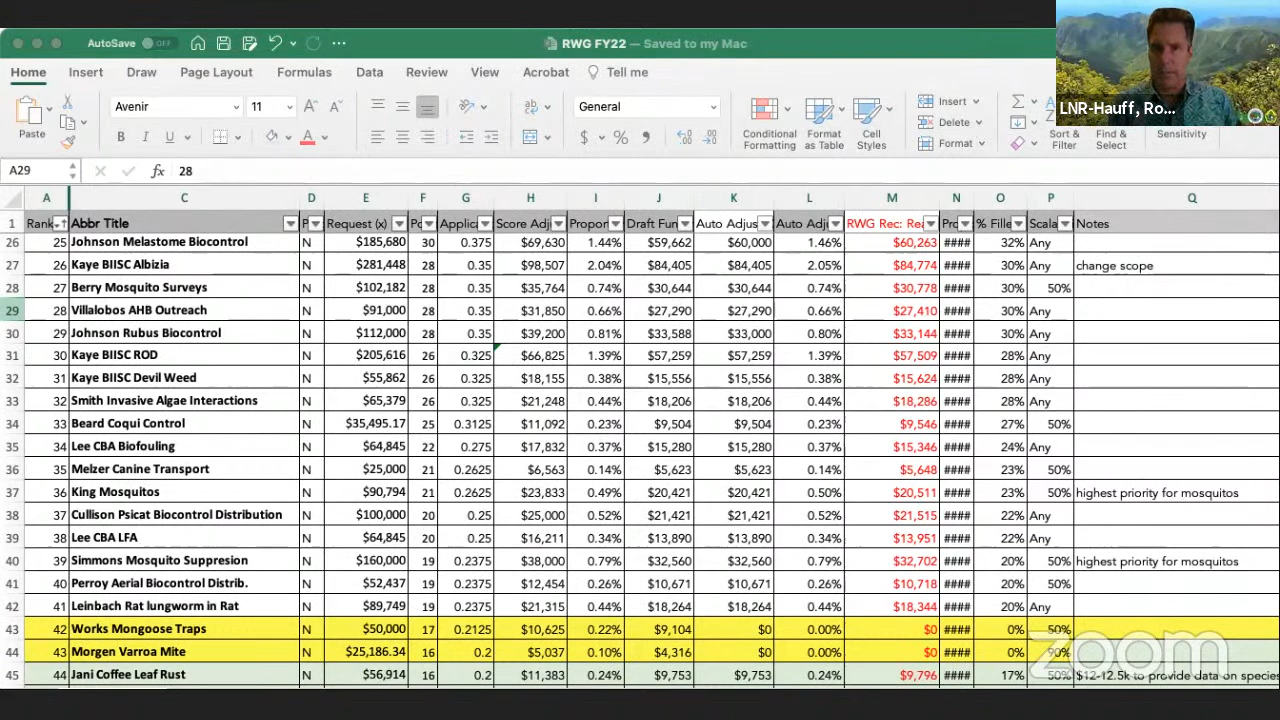 AutoSave OFF
RWG FY22 — Saved to my Mac
Home Insert Draw Page Layout Formulas Data Review View Acrobat Tell me
LNR-Hauff, Ro...
Paste
Avenir 11
General
Conditional Formatting
Format as Table
Cell Styles
Insert
Delete
Format
Sort & Filter
Find & Select
Sensitivity
A29 fx 28
A C D E F G H I J K L M N O P Q
1 Rank Abbr Title P Request (x) Po Applica Score Adj Propor Draft Fun Auto Adjus Auto Adj RWG Rec: Rea Pr % Fille Scala Notes
26 25 Johnson Melastome Biocontrol N $185,680 30 0.375 $69,630 1.44% $59,662 $60,000 1.46% $60,263 #### 32% Any
27 26 Kaye BIISC Albizia N $281,448 28 0.35 $98,507 2.04% $84,405 $84,405 2.05% $84,774 #### 30% Any change scope
28 27 Berry Mosquito Surveys N $102,182 28 0.35 $35,764 0.74% $30,644 $30,644 0.74% $30,778 #### 30% 50%
29 28 Villalobos AHB Outreach N $91,000 28 0.35 $31,850 0.66% $27,290 $27,290 0.66% $27,410 #### 30% Any
30 29 Johnson Rubus Biocontrol N $112,000 28 0.35 $39,200 0.81% $33,588 $33,000 0.80% $33,144 #### 30% Any
31 30 Kaye BIISC ROD N $205,616 26 0.325 $66,825 1.39% $57,259 $57,259 1.39% $57,509 #### 28% Any
32 31 Kaye BIISC Devil Weed N $55,862 26 0.325 $18,155 0.38% $15,556 $15,556 0.38% $15,624 #### 28% Any
33 32 Smith Invasive Algae Interactions N $65,379 26 0.325 $21,248 0.44% $18,206 $18,206 0.44% $18,286 #### 28% Any
34 33 Beard Coqui Control N $35,495.17 25 0.3125 $11,092 0.23% $9,504 $9,504 0.23% $9,546 #### 27% 50%
35 34 Lee CBA Biofouling N $64,845 22 0.275 $17,832 0.37% $15,280 $15,280 0.37% $15,346 #### 24% Any
36 35 Melzer Canine Transport N $25,000 21 0.2625 $6,563 0.14% $5,623 $5,623 0.14% $5,648 #### 23% 50%
37 36 King Mosquitos N $90,794 21 0.2625 $23,833 0.49% $20,421 $20,421 0.50% $20,511 #### 23% 50% highest priority for mosquitos
38 37 Cullison Psicat Biocontrol Distribution N $100,000 20 0.25 $25,000 0.52% $21,421 $21,421 0.52% $21,515 #### 22% Any
39 38 Lee CBA LFA N $64,845 20 0.25 $16,211 0.34% $13,890 $13,890 0.34% $13,951 #### 22% Any
40 39 Simmons Mosquito Suppresion N $160,000 19 0.2375 $38,000 0.79% $32,560 $32,560 0.79% $32,702 #### 20% 50% highest priority for mosquitos
41 40 Perroy Aerial Biocontrol Distrib. N $52,437 19 0.2375 $12,454 0.26% $10,671 $10,671 0.26% $10,718 #### 20% 50%
42 41 Leinbach Rat lungworm in Rat N $89,749 19 0.2375 $21,315 0.44% $18,264 $18,264 0.44% $18,344 #### 20% Any
43 42 Works Mongoose Traps N $50,000 17 0.2125 $10,625 0.22% $9,104 $0 0.00% $0 #### 0% 50%
44 43 Morgen Varroa Mite N $25,186.34 16 0.2 $5,037 0.10% $4,316 $0 0.00% $0 #### 0% 90%
45 44 Jani Coffee Leaf Rust N $56,914 16 0.2 $11,383 0.24% $9,753 $9,753 0.24% $9,796 #### 17% 50% $12-12.5k to provide data on species
zoom